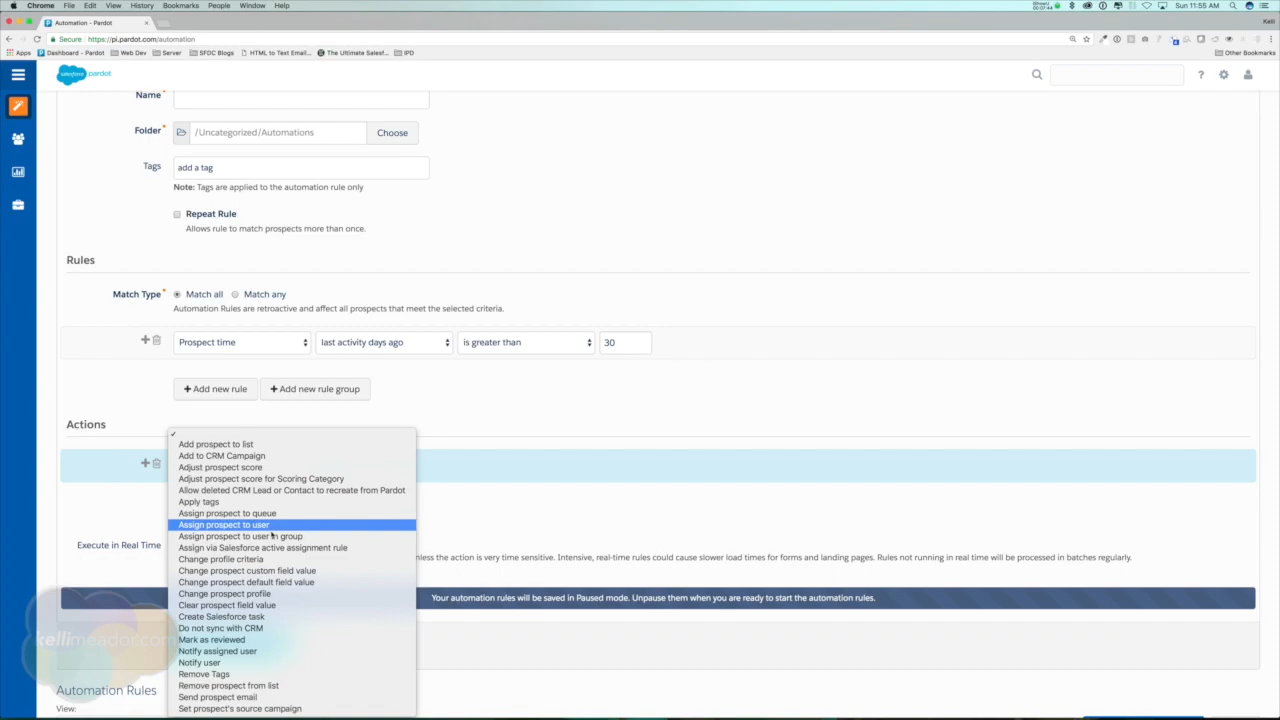 Chrome File Edit View History Bookmarks People Window Help
Sun 11:55 AM
Automation - Pardot
Kelli
Secure https://pi.pardot.com/automation
Apps Dashboard - Pardot Web Dev Server SFDC Blogs HTML to Text Email... The Ultimate Salesf... IPD Other Bookmarks
salesforce pardot
?
Name*
Folder* /Uncategorized/Automations Choose
Tags add a tag
Note: Tags are applied to the automation rule only
Repeat Rule
Allows rule to match prospects more than once.
Rules
Match Type* Match all Match any
Automation Rules are retroactive and affect all prospects that meet the selected criteria.
Prospect time last activity days ago is greater than 30
+ Add new rule + Add new rule group
Actions
Add prospect to list
Add to CRM Campaign
Adjust prospect score
Adjust prospect score for Scoring Category
Allow deleted CRM Lead or Contact to recreate from Pardot
Apply tags
Assign prospect to queue
Assign prospect to user
Assign prospect to user in group
Assign via Salesforce active assignment rule
Change profile criteria
Change prospect custom field value
Change prospect default field value
Change prospect profile
Clear prospect field value
Create Salesforce task
Do not sync with CRM
Mark as reviewed
Notify assigned user
Notify user
Remove Tags
Remove prospect from list
Send prospect email
Set prospect's source campaign
Execute in Real Time
nless the action is very time sensitive. Intensive, real-time rules could cause slower load times for forms and landing pages. Rules not running in real time will be processed in batches regularly.
Your automation rules will be saved in Paused mode. Unpause them when you are ready to start the automation rules.
kellimeador.com
Automation Rules
View: